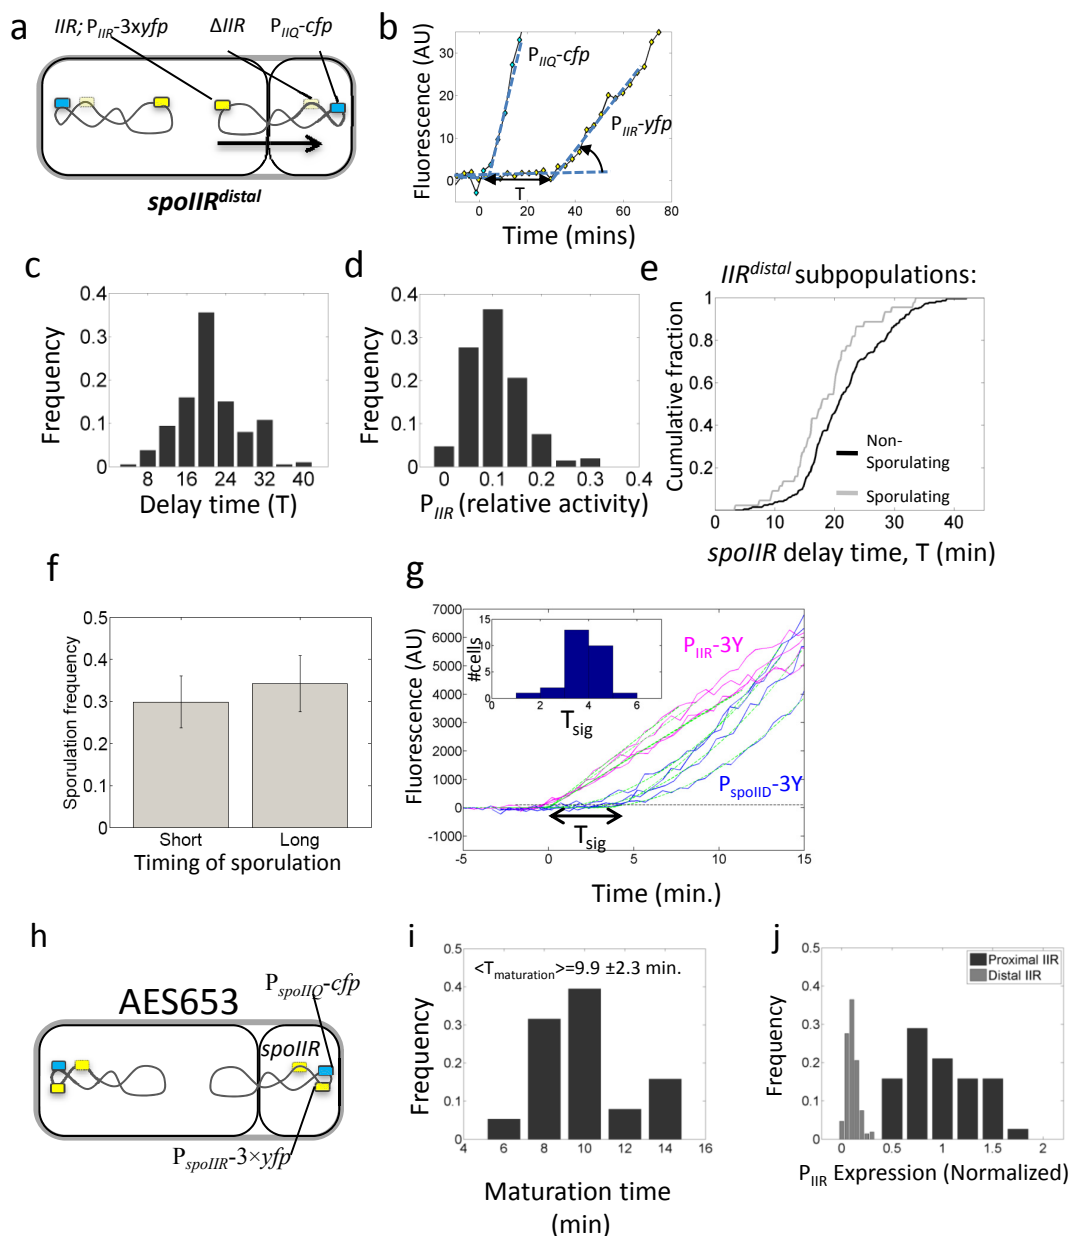 a
IIR; PIIR-3xyfp
ΔIIR
PIIQ-cfp
spoIIRdistal
b
Fluorescence (AU)
30
20
10
0
PIIQ-cfp
PIIR-yfp
T
0 20 40 60 80
Time (mins)
c
Frequency
0.4
0.3
0.2
0.1
0
8 16 24 32 40
Delay time (T)
d
Frequency
0.4
0.3
0.2
0.1
0
0 0.1 0.2 0.3 0.4
PIIR (relative activity)
e
IIRdistal subpopulations:
Cumulative fraction
1
0.8
0.6
0.4
0.2
Non-
Sporulating
Sporulating
0 10 20 30 40
spoIIR delay time, T (min)
f
Sporulation frequency
0.5
0.4
0.3
0.2
0.1
0
Short Long
Timing of sporulation
g
Fluorescence (AU)
7000
6000
5000
4000
3000
2000
1000
0
-1000
#cells
15
10
5
0
0 2 4 6
Tsig
PIIR-3Y
PspoIID-3Y
Tsig
-5 0 5 10 15
Time (min.)
h
AES653
PspoIIQ-cfp
spoIIR
PspoIIR-3×yfp
i
Frequency
0.5
0.4
0.3
0.2
0.1
0
<Tmaturation>=9.9 ±2.3 min.
4 6 8 10 12 14 16
Maturation time
(min)
j
Frequency
0.5
0.4
0.3
0.2
0.1
0
Proximal IIR
Distal IIR
0 0.5 1 1.5 2
PIIR Expression (Normalized)